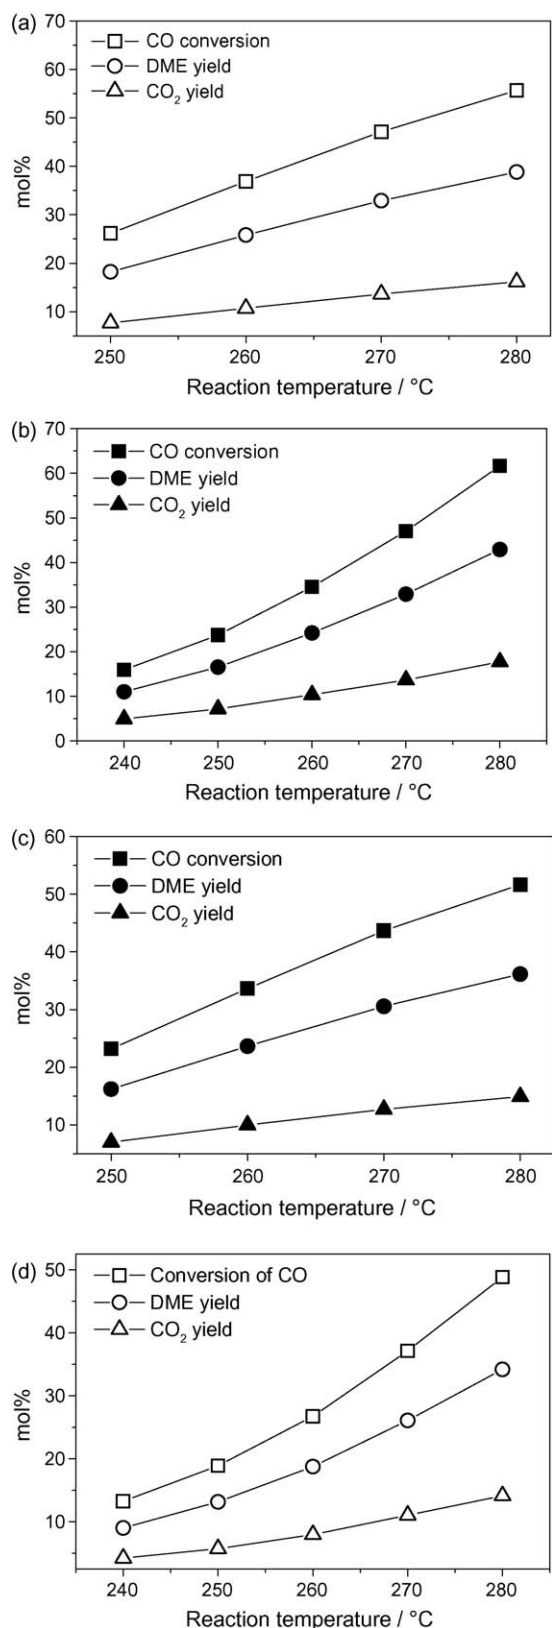 (a)
70
60
50
40
30
20
10
mol%
CO conversion
DME yield
CO₂ yield
250 260 270 280
Reaction temperature / °C
(b)
70
60
50
40
30
20
10
0
mol%
CO conversion
DME yield
CO₂ yield
240 250 260 270 280
Reaction temperature / °C
(c)
60
50
40
30
20
10
mol%
CO conversion
DME yield
CO₂ yield
250 260 270 280
Reaction temperature / °C
(d)
50
40
30
20
10
mol%
Conversion of CO
DME yield
CO₂ yield
240 250 260 270 280
Reaction temperature / °C